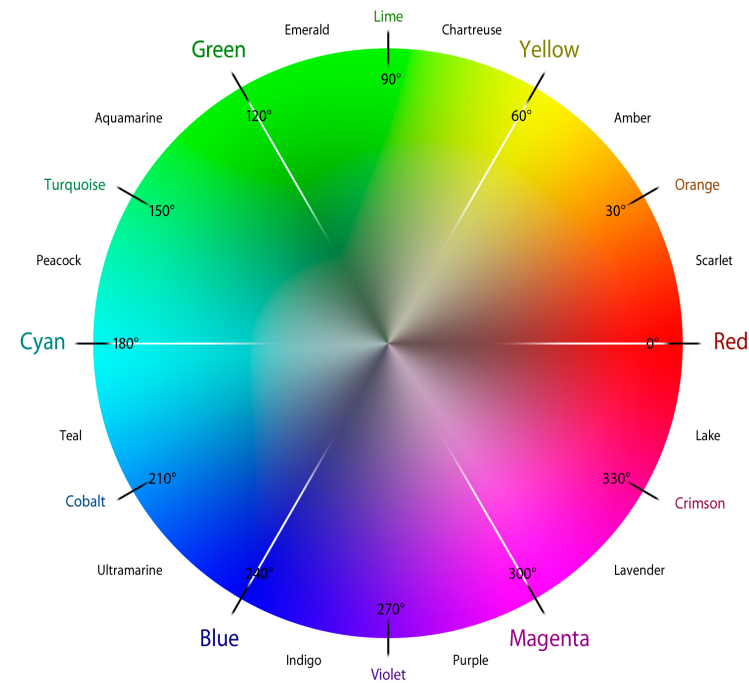 Lime
Emerald
Chartreuse
Green
Yellow
90°
120°
60°
Aquamarine
Amber
Turquoise
Orange
150°
30°
Peacock
Scarlet
Cyan
180°
0°
Red
Teal
Lake
210°
330°
Cobalt
Crimson
Ultramarine
240°
300°
Lavender
270°
Blue
Magenta
Indigo
Purple
Violet